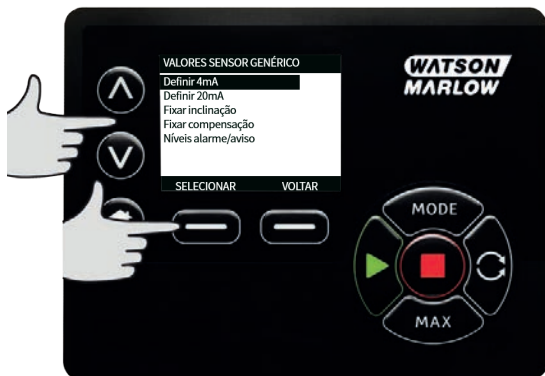 VALORES SENSOR GENÉRICO
Definir 4mA
Definir 20mA
Fixar inclinação
Fixar compensação
Níveis alarme/aviso
SELECIONAR VOLTAR
WATSON
MARLOW
MODE
MAX